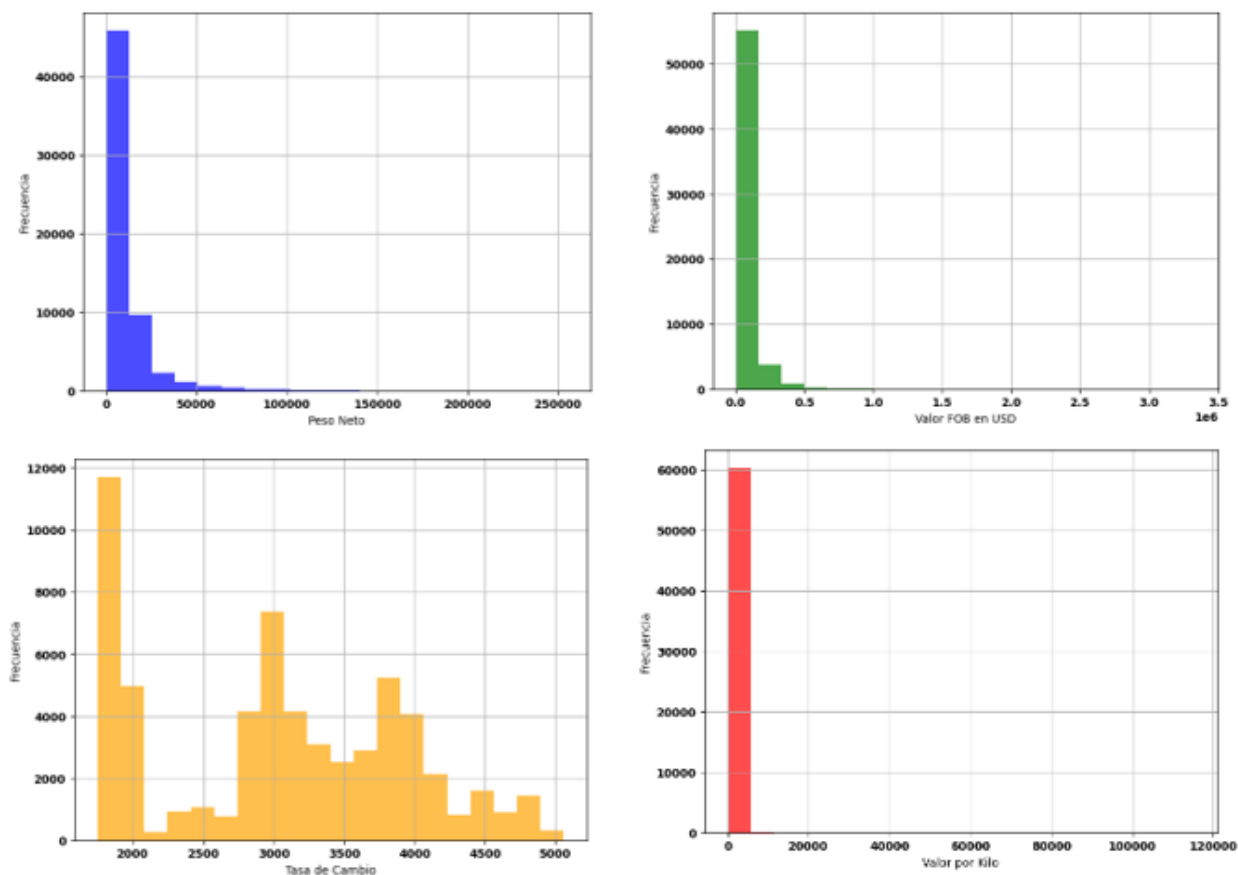 40000
30000
20000
10000
0
Frecuencia
0 50000 100000 150000 200000 250000
Peso Neto
50000
40000
30000
20000
10000
0
Frecuencia
0.0 0.5 1.0 1.5 2.0 2.5 3.0 3.5
1e6
Valor FOB en USD
12000
10000
8000
6000
4000
2000
0
Frecuencia
2000 2500 3000 3500 4000 4500 5000
Tasa de Cambio
60000
50000
40000
30000
20000
10000
0
Frecuencia
0 20000 40000 60000 80000 100000 120000
Valor por Kilo